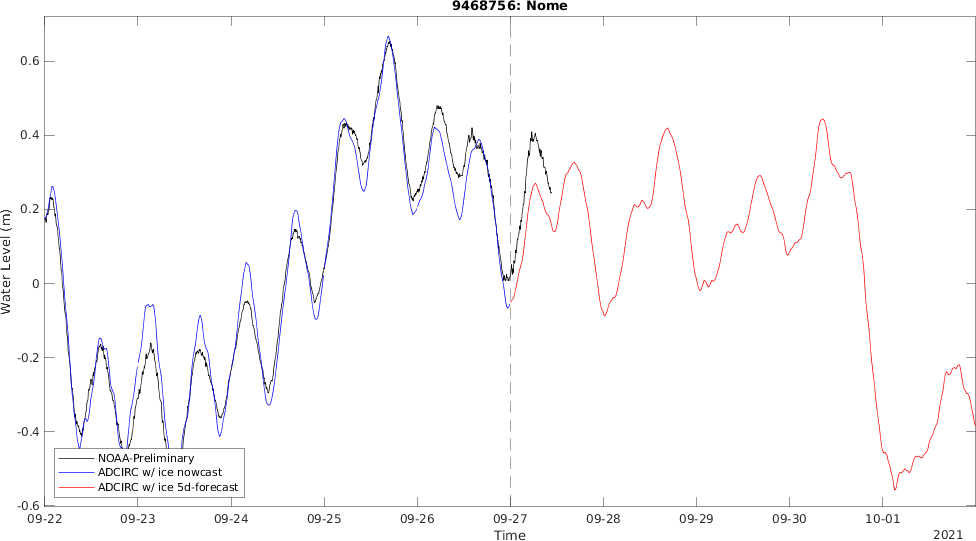 9468756: Nome
Water Level (m)
0.6
0.4
0.2
0
-0.2
-0.4
-0.6
NOAA-Preliminary
ADCIRC w/ ice nowcast
ADCIRC w/ ice 5d-forecast
09-22 09-23 09-24 09-25 09-26 09-27 09-28 09-29 09-30 10-01
Time
2021